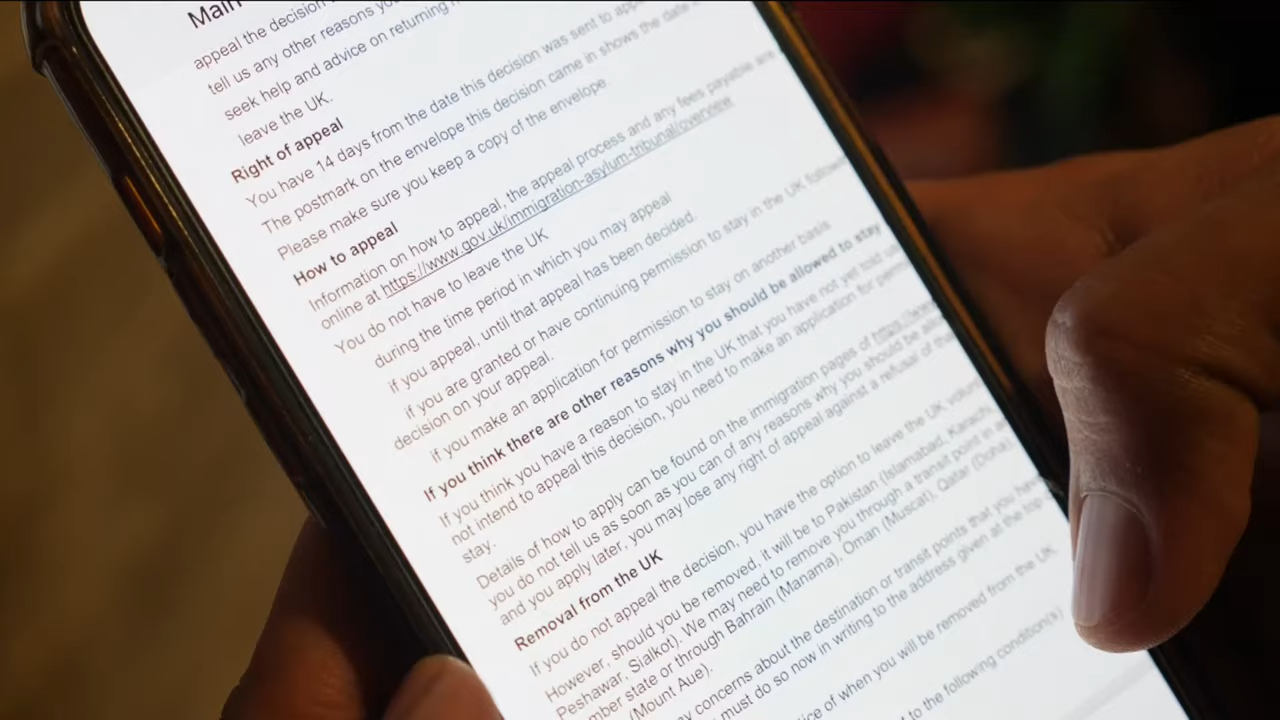 Main
appeal the decision
tell us any other reasons
seek help and advice on returning
leave the UK.
Right of appeal
You have 14 days from the date this decision was sent to
The postmark on the envelope this decision came in shows the date
Please make sure you keep a copy of the envelope.
How to appeal
Information on how to appeal, the appeal process and any fees payable are
online at https://www.gov.uk/immigration-asylum-tribunal/overview
You do not have to leave the UK
during the time period in which you may appeal
if you appeal, until that appeal has been decided.
if you are granted or have continuing permission to stay in the UK
decision on your appeal.
if you make an application for permission to stay on another basis
If you think there are other reasons why you should be allowed to stay
If you think you have a reason to stay in the UK that you have not yet told
not intend to appeal this decision, you need to make an application for
stay.
Details of how to apply can be found on the immigration pages of
you do not tell us as soon as you can of any reasons why you should be
and you apply later, you may lose any right of appeal against a refusal of
Removal from the UK
If you do not appeal the decision, you have the option to leave the UK
However, should you be removed, it will be to Pakistan (Islamabad, Karachi,
Peshawar, Sialkot). We may need to remove you through a transit point in
mber state or through Bahrain (Manama), Oman (Muscat), Qatar (Doha)
(Mount Aue).
y concerns about the destination or transit points that you
must do so now in writing to the address given at the top
ice of when you will be removed from the UK
t to the following condition(s)